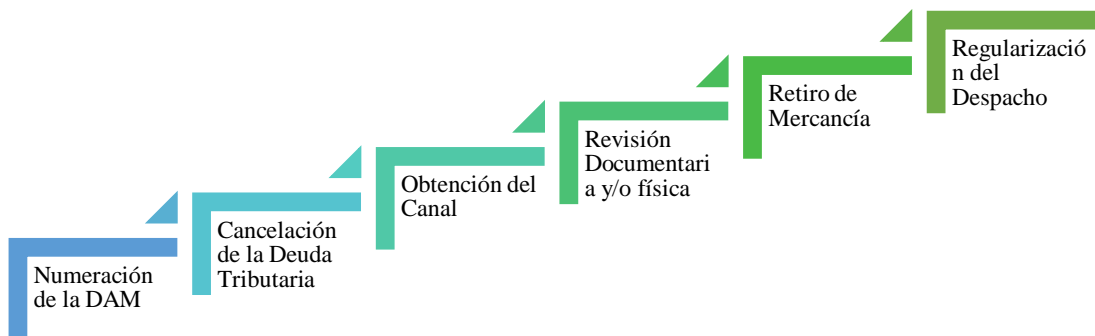 Numeración
de la DAM
Cancelación
de la Deuda
Tributaria
Obtención del
Canal
Revisión
Documentari
a y/o física
Retiro de
Mercancía
Regularizació
n del
Despacho